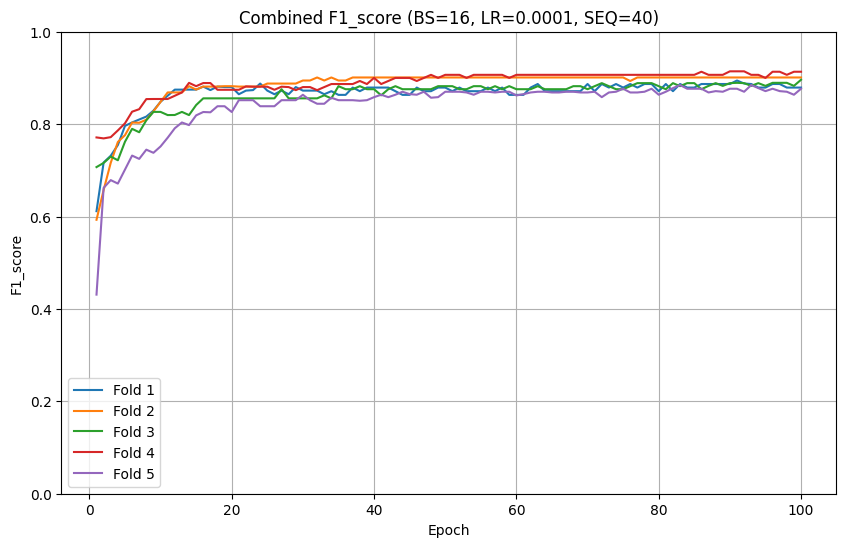 Combined F1_score (BS=16, LR=0.0001, SEQ=40)
F1_score
1.0
0.8
0.6
0.4
0.2
0.0
Fold 1
Fold 2
Fold 3
Fold 4
Fold 5
0 20 40 60 80 100
Epoch